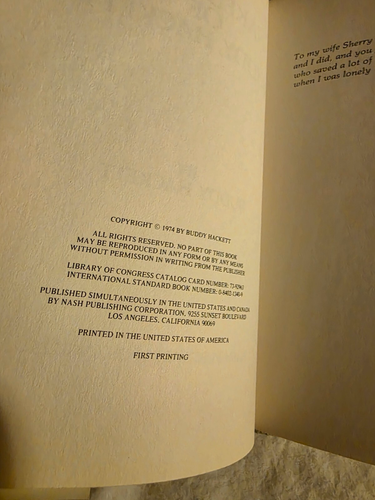 COPYRIGHT © 1974 BY BUDDY HACKETT
ALL RIGHTS RESERVED. NO PART OF THIS BOOK
MAY BE REPRODUCED IN ANY FORM OR BY ANY MEANS
WITHOUT PERMISSION IN WRITING FROM THE PUBLISHER
LIBRARY OF CONGRESS CATALOG CARD NUMBER:
INTERNATIONAL STANDARD BOOK NUMBER:
PUBLISHED SIMULTANEOUSLY IN THE UNITED STATES AND CANADA
BY NASH PUBLISHING CORPORATION, 9255 SUNSET BOULEVARD
LOS ANGELES, CALIFORNIA 90069
PRINTED IN THE UNITED STATES OF AMERICA
FIRST PRINTING
To my wife Sherry
and I did, and you
who saved a lot of
when I was lonely